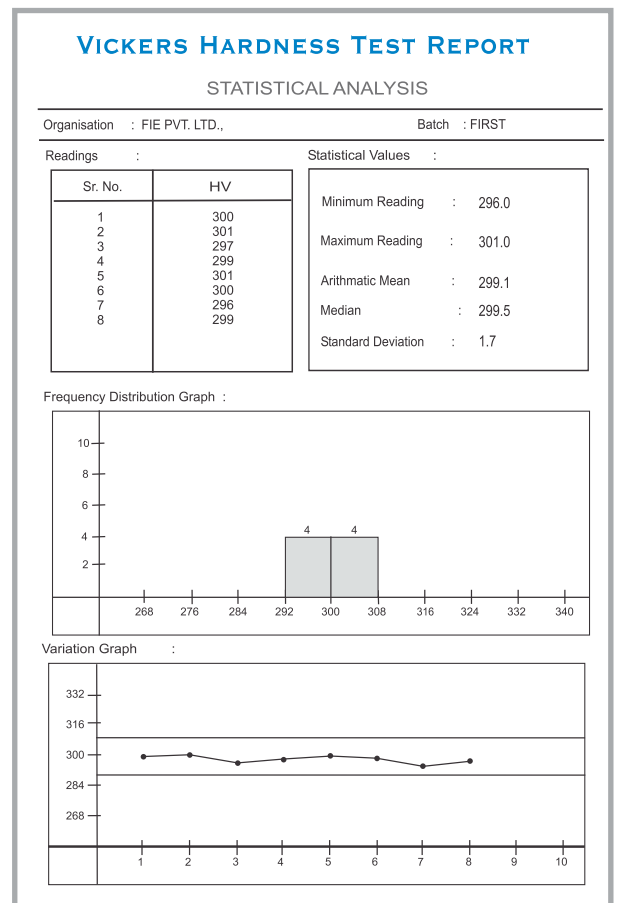 VICKERS HARDNESS TEST REPORT
STATISTICAL ANALYSIS
Organisation : FIE PVT. LTD., Batch : FIRST
Readings :
Sr. No. HV
1 300
2 301
3 297
4 299
5 301
6 300
7 296
8 299
Statistical Values :
Minimum Reading : 296.0
Maximum Reading : 301.0
Arithmatic Mean : 299.1
Median : 299.5
Standard Deviation : 1.7
Frequency Distribution Graph :
10
8
6
4
2
4 4
268 276 284 292 300 308 316 324 332 340
Variation Graph :
332
316
300
284
268
1 2 3 4 5 6 7 8 9 10